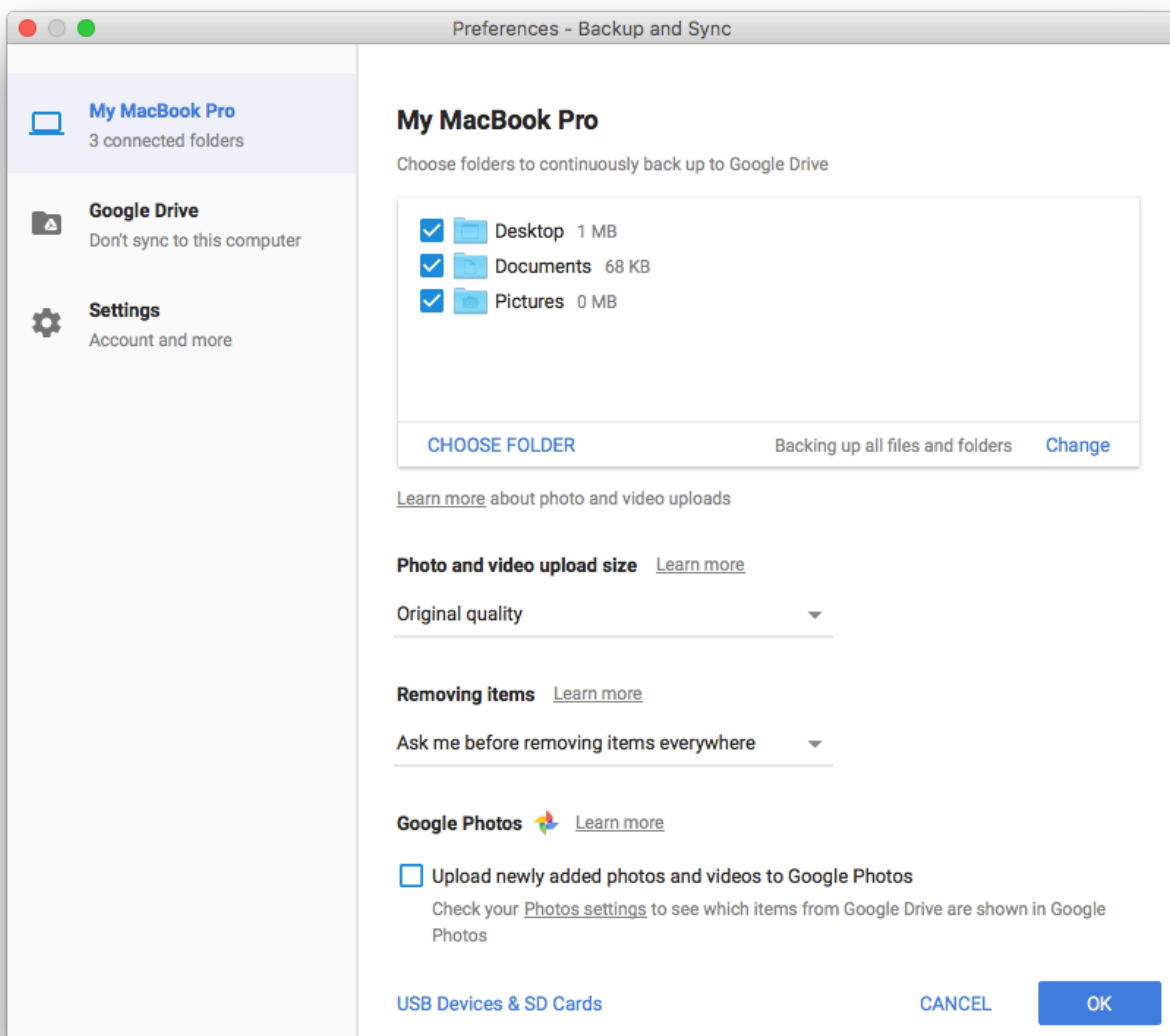 Preferences - Backup and Sync
My MacBook Pro
3 connected folders
Google Drive
Don't sync to this computer
Settings
Account and more
My MacBook Pro
Choose folders to continuously back up to Google Drive
Desktop 1 MB
Documents 68 KB
Pictures 0 MB
CHOOSE FOLDER Backing up all files and folders Change
Learn more about photo and video uploads
Photo and video upload size Learn more
Original quality
Removing items Learn more
Ask me before removing items everywhere
Google Photos Learn more
Upload newly added photos and videos to Google Photos
Check your Photos settings to see which items from Google Drive are shown in Google
Photos
USB Devices & SD Cards CANCEL OK